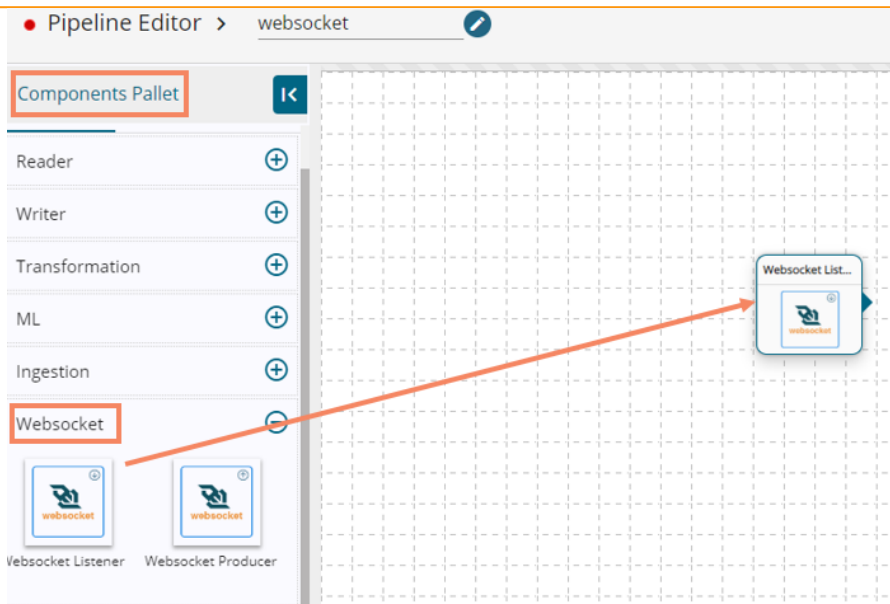 Pipeline Editor > websocket
Components Pallet
Reader
Writer
Transformation
ML
Ingestion
Websocket
websocket websocket
Websocket Listener Websocket Producer
Websocket List...
websocket